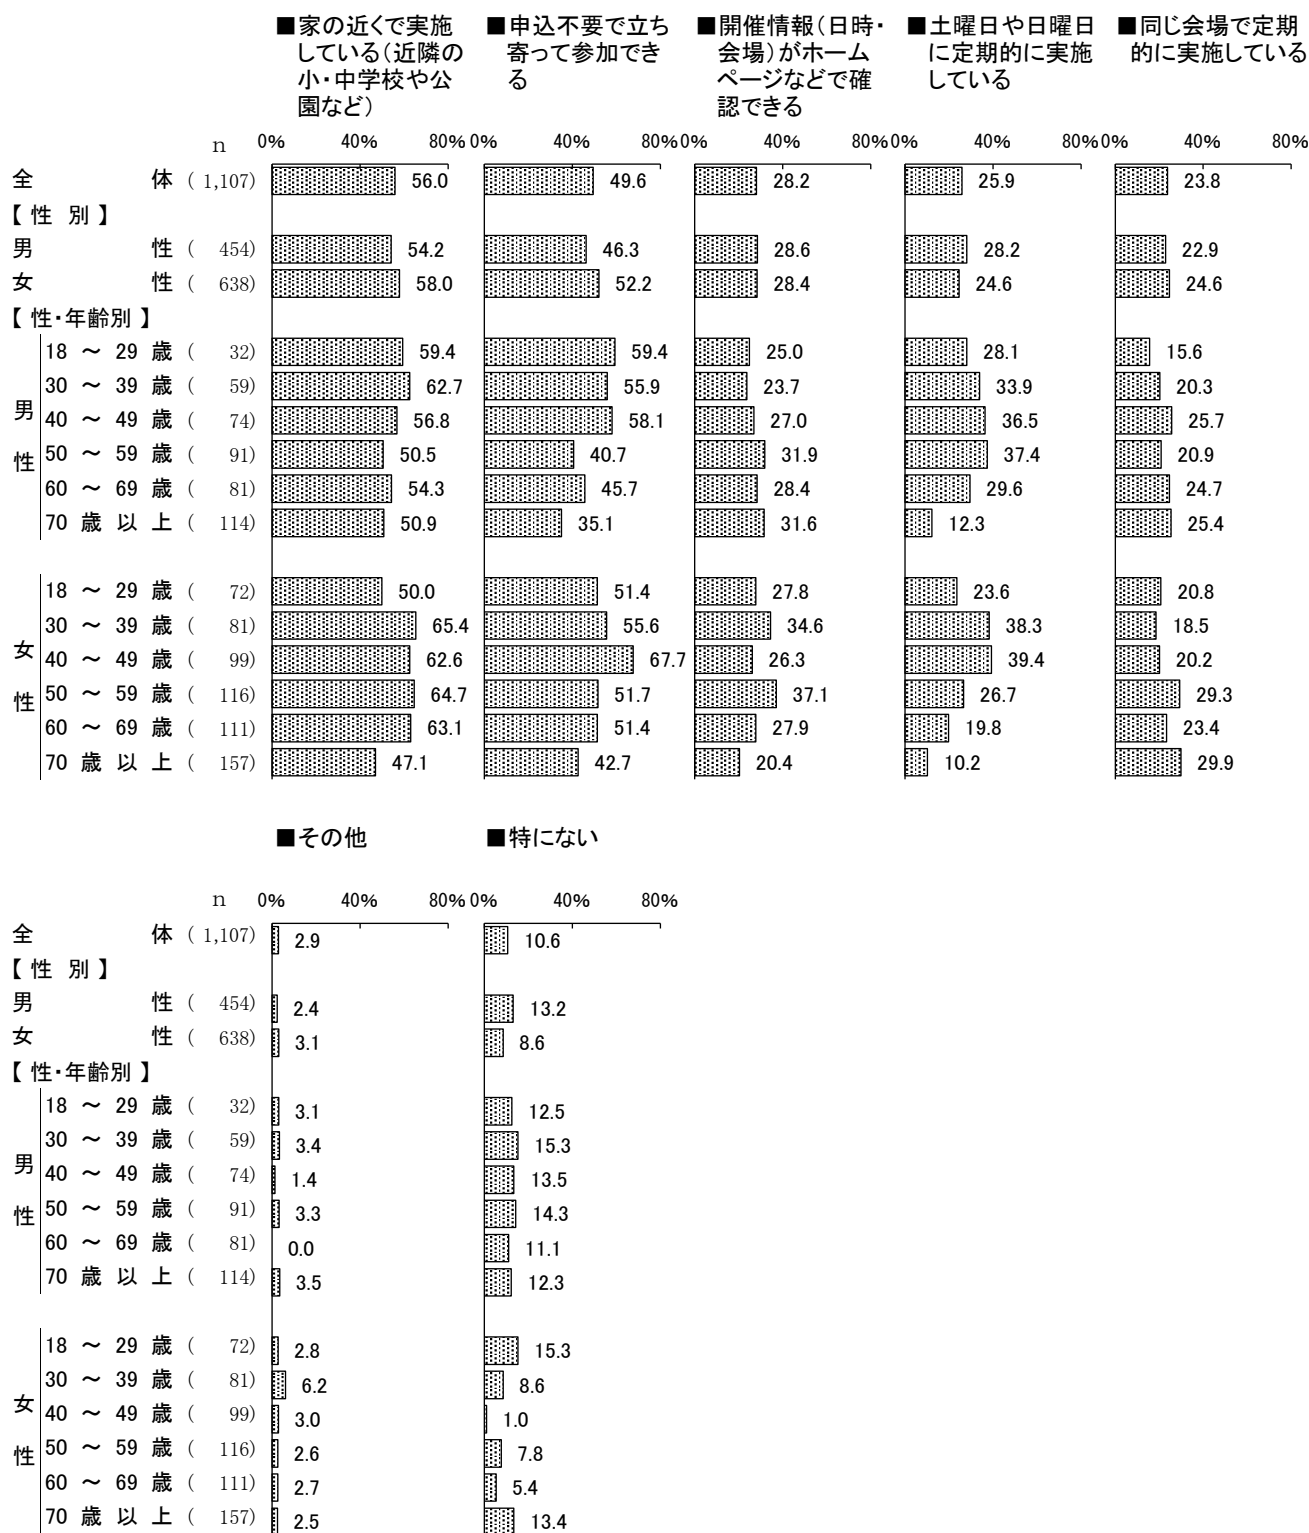 ■家の近くで実施 ■申込不要で立ち ■開催情報(日時・ ■土曜日や日曜日 ■同じ会場で定期
している(近隣の 寄って参加でき 会場)がホーム に定期的に実施 的に実施している
小・中学校や公 る ページなどで確 している
園など) 認できる
n 0% 40% 80% 0% 40% 80% 0% 40% 80% 0% 40% 80% 0% 40% 80%
全体 ( 1,107) 56.0 49.6 28.2 25.9 23.8
【 性 別 】
男性 ( 454) 54.2 46.3 28.6 28.2 22.9
女性 ( 638) 58.0 52.2 28.4 24.6 24.6
【 性・年齢別 】
男性
18 ～ 29 歳 ( 32) 59.4 59.4 25.0 28.1 15.6
30 ～ 39 歳 ( 59) 62.7 55.9 23.7 33.9 20.3
40 ～ 49 歳 ( 74) 56.8 58.1 27.0 36.5 25.7
50 ～ 59 歳 ( 91) 50.5 40.7 31.9 37.4 20.9
60 ～ 69 歳 ( 81) 54.3 45.7 28.4 29.6 24.7
70 歳 以 上 ( 114) 50.9 35.1 31.6 12.3 25.4
女性
18 ～ 29 歳 ( 72) 50.0 51.4 27.8 23.6 20.8
30 ～ 39 歳 ( 81) 65.4 55.6 34.6 38.3 18.5
40 ～ 49 歳 ( 99) 62.6 67.7 26.3 39.4 20.2
50 ～ 59 歳 ( 116) 64.7 51.7 37.1 26.7 29.3
60 ～ 69 歳 ( 111) 63.1 51.4 27.9 19.8 23.4
70 歳 以 上 ( 157) 47.1 42.7 20.4 10.2 29.9
■その他 ■特にない
n 0% 40% 80% 0% 40% 80%
全体 ( 1,107) 2.9 10.6
【 性 別 】
男性 ( 454) 2.4 13.2
女性 ( 638) 3.1 8.6
【 性・年齢別 】
男性
18 ～ 29 歳 ( 32) 3.1 12.5
30 ～ 39 歳 ( 59) 3.4 15.3
40 ～ 49 歳 ( 74) 1.4 13.5
50 ～ 59 歳 ( 91) 3.3 14.3
60 ～ 69 歳 ( 81) 0.0 11.1
70 歳 以 上 ( 114) 3.5 12.3
女性
18 ～ 29 歳 ( 72) 2.8 15.3
30 ～ 39 歳 ( 81) 6.2 8.6
40 ～ 49 歳 ( 99) 3.0 1.0
50 ～ 59 歳 ( 116) 2.6 7.8
60 ～ 69 歳 ( 111) 2.7 5.4
70 歳 以 上 ( 157) 2.5 13.4